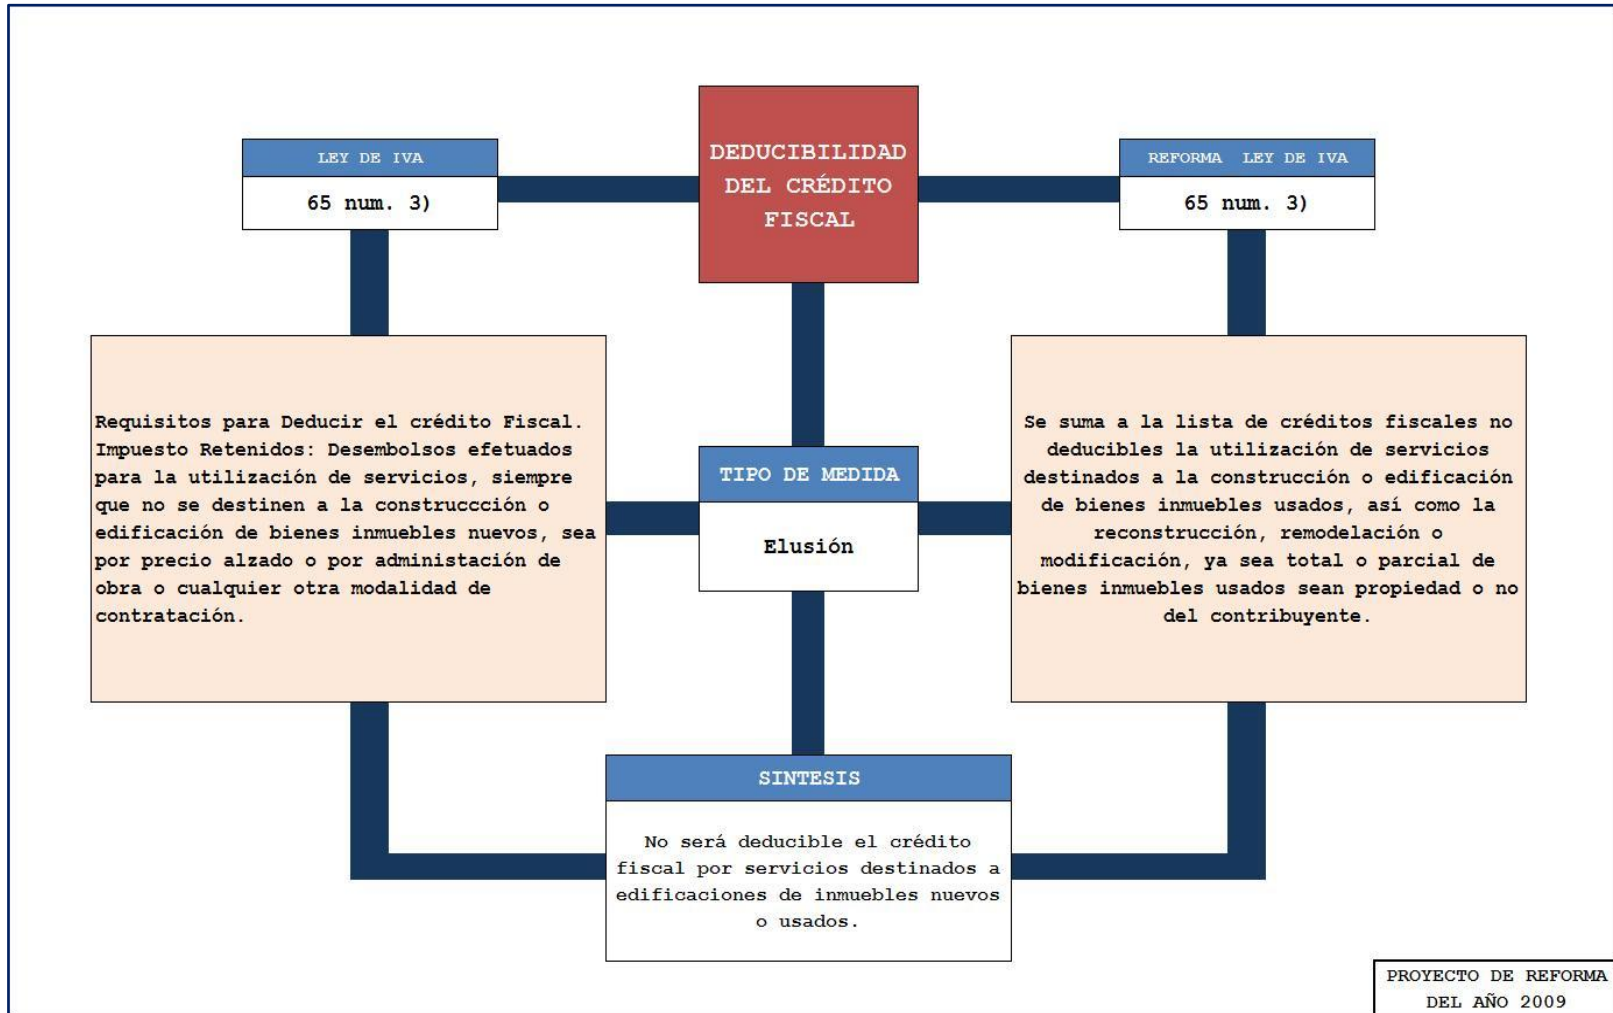 DEDUCIBILIDAD
DEL CRÉDITO
FISCAL
LEY DE IVA
65 num. 3)
REFORMA LEY DE IVA
65 num. 3)
Requisitos para Deducir el crédito Fiscal.
Impuesto Retenidos: Desembolsos efetuados
para la utilización de servicios, siempre
que no se destinen a la construccción o
edificación de bienes inmuebles nuevos, sea
por precio alzado o por administación de
obra o cualquier otra modalidad de
contratación.
TIPO DE MEDIDA
Elusión
Se suma a la lista de créditos fiscales no
deducibles la utilización de servicios
destinados a la construcción o edificación
de bienes inmuebles usados, así como la
reconstrucción, remodelación o
modificación, ya sea total o parcial de
bienes inmuebles usados sean propiedad o no
del contribuyente.
SINTESIS
No será deducible el crédito
fiscal por servicios destinados a
edificaciones de inmuebles nuevos
o usados.
PROYECTO DE REFORMA
DEL AÑO 2009